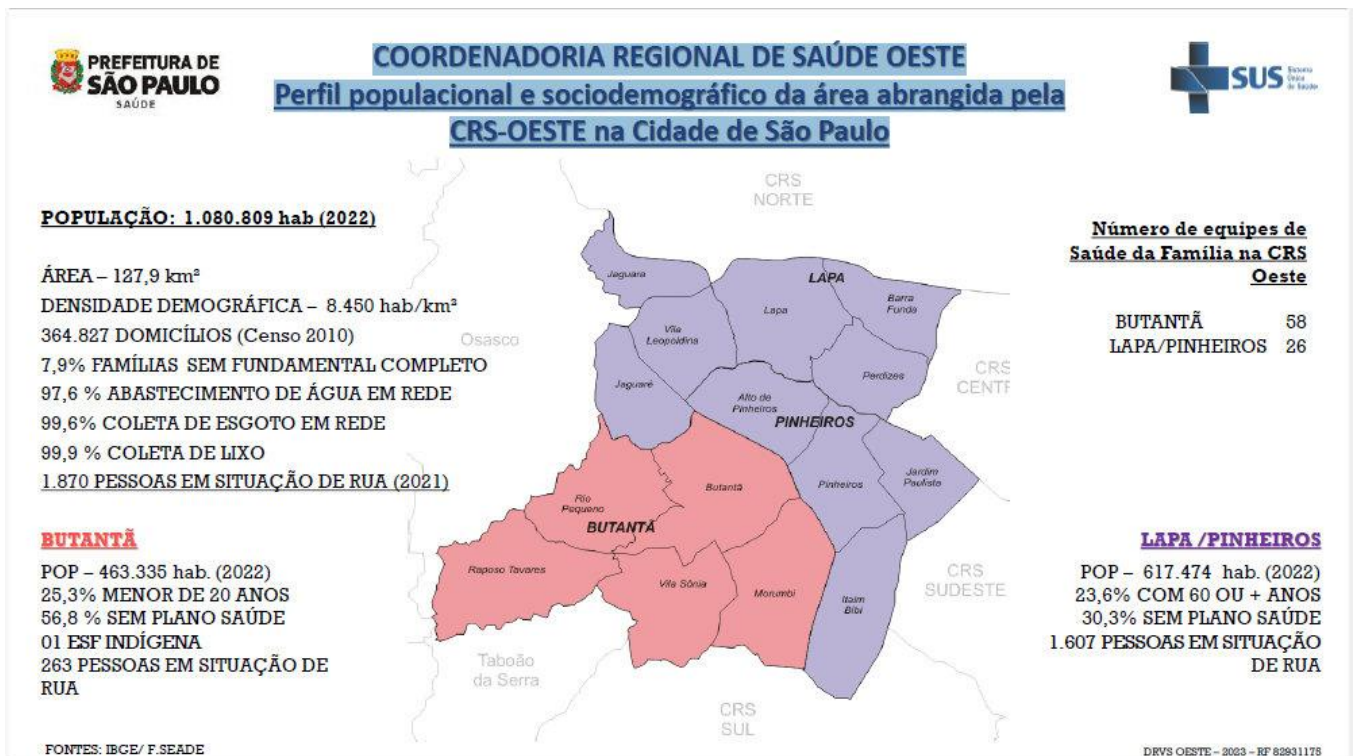 PREFEITURA DE
SÃO PAULO
SAÚDE
COORDENADORIA REGIONAL DE SAÚDE OESTE
Perfil populacional e sociodemográfico da área abrangida pela
CRS-OESTE na Cidade de São Paulo
SUS
Sistema
Único
de Saúde
POPULAÇÃO: 1.080.809 hab (2022)
ÁREA – 127,9 km²
DENSIDADE DEMOGRÁFICA – 8.450 hab/km²
364.827 DOMICÍLIOS (Censo 2010)
7,9% FAMÍLIAS SEM FUNDAMENTAL COMPLETO
97,6 % ABASTECIMENTO DE ÁGUA EM REDE
99,6% COLETA DE ESGOTO EM REDE
99,9 % COLETA DE LIXO
1.870 PESSOAS EM SITUAÇÃO DE RUA (2021)
BUTANTÃ
POP – 463.335 hab. (2022)
25,3% MENOR DE 20 ANOS
56,8 % SEM PLANO SAÚDE
01 ESF INDÍGENA
263 PESSOAS EM SITUAÇÃO DE
RUA
CRS
NORTE
Jaguara
LAPA
Lapa
Barra
Funda
Vila
Leopoldina
Osasco
Jaguaré
Perdizes
CRS
CENTR
Alto de
Pinheiros
PINHEIROS
Jardim
Paulista
Pinheiros
Butantã
Rio
Pequeno
BUTANTÃ
Raposo Tavares
Vila Sônia
Morumbi
Itaim
Bibi
CRS
SUDESTE
Taboão
da Serra
CRS
SUL
Número de equipes de
Saúde da Família na CRS
Oeste
BUTANTÃ 58
LAPA/PINHEIROS 26
LAPA /PINHEIROS
POP – 617.474 hab. (2022)
23,6% COM 60 OU + ANOS
30,3% SEM PLANO SAÚDE
1.607 PESSOAS EM SITUAÇÃO
DE RUA
FONTES: IBGE/ F.SEADE
DRVS OESTE – 2023 – RF 82931175